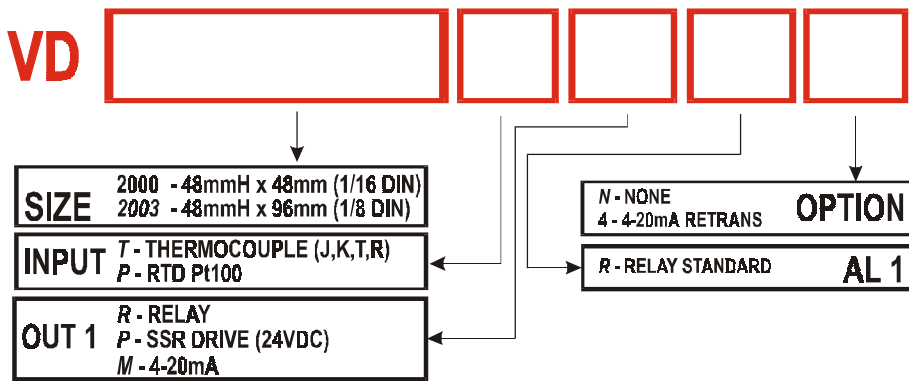 VD
SIZE
2000 - 48mmH x 48mm (1/16 DIN)
2003 - 48mmH x 96mm (1/8 DIN)
INPUT
T - THERMOCOUPLE (J,K,T,R)
P - RTD Pt100
OUT 1
R - RELAY
P - SSR DRIVE (24VDC)
M - 4-20mA
N - NONE
4 - 4-20mA RETRANS
OPTION
R - RELAY STANDARD
AL 1